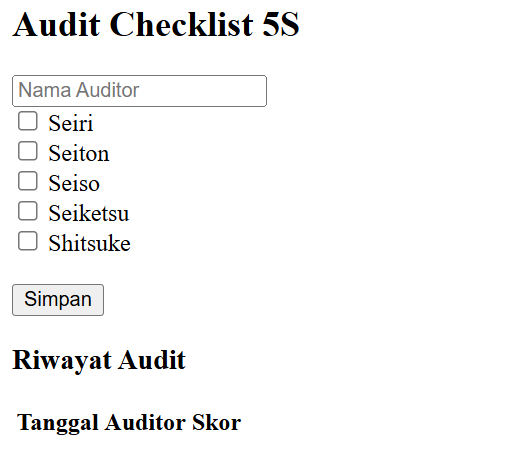 Audit Checklist 5S
Nama Auditor
Seiri
Seiton
Seiso
Seiketsu
Shitsuke
Simpan
Riwayat Audit
Tanggal Auditor Skor